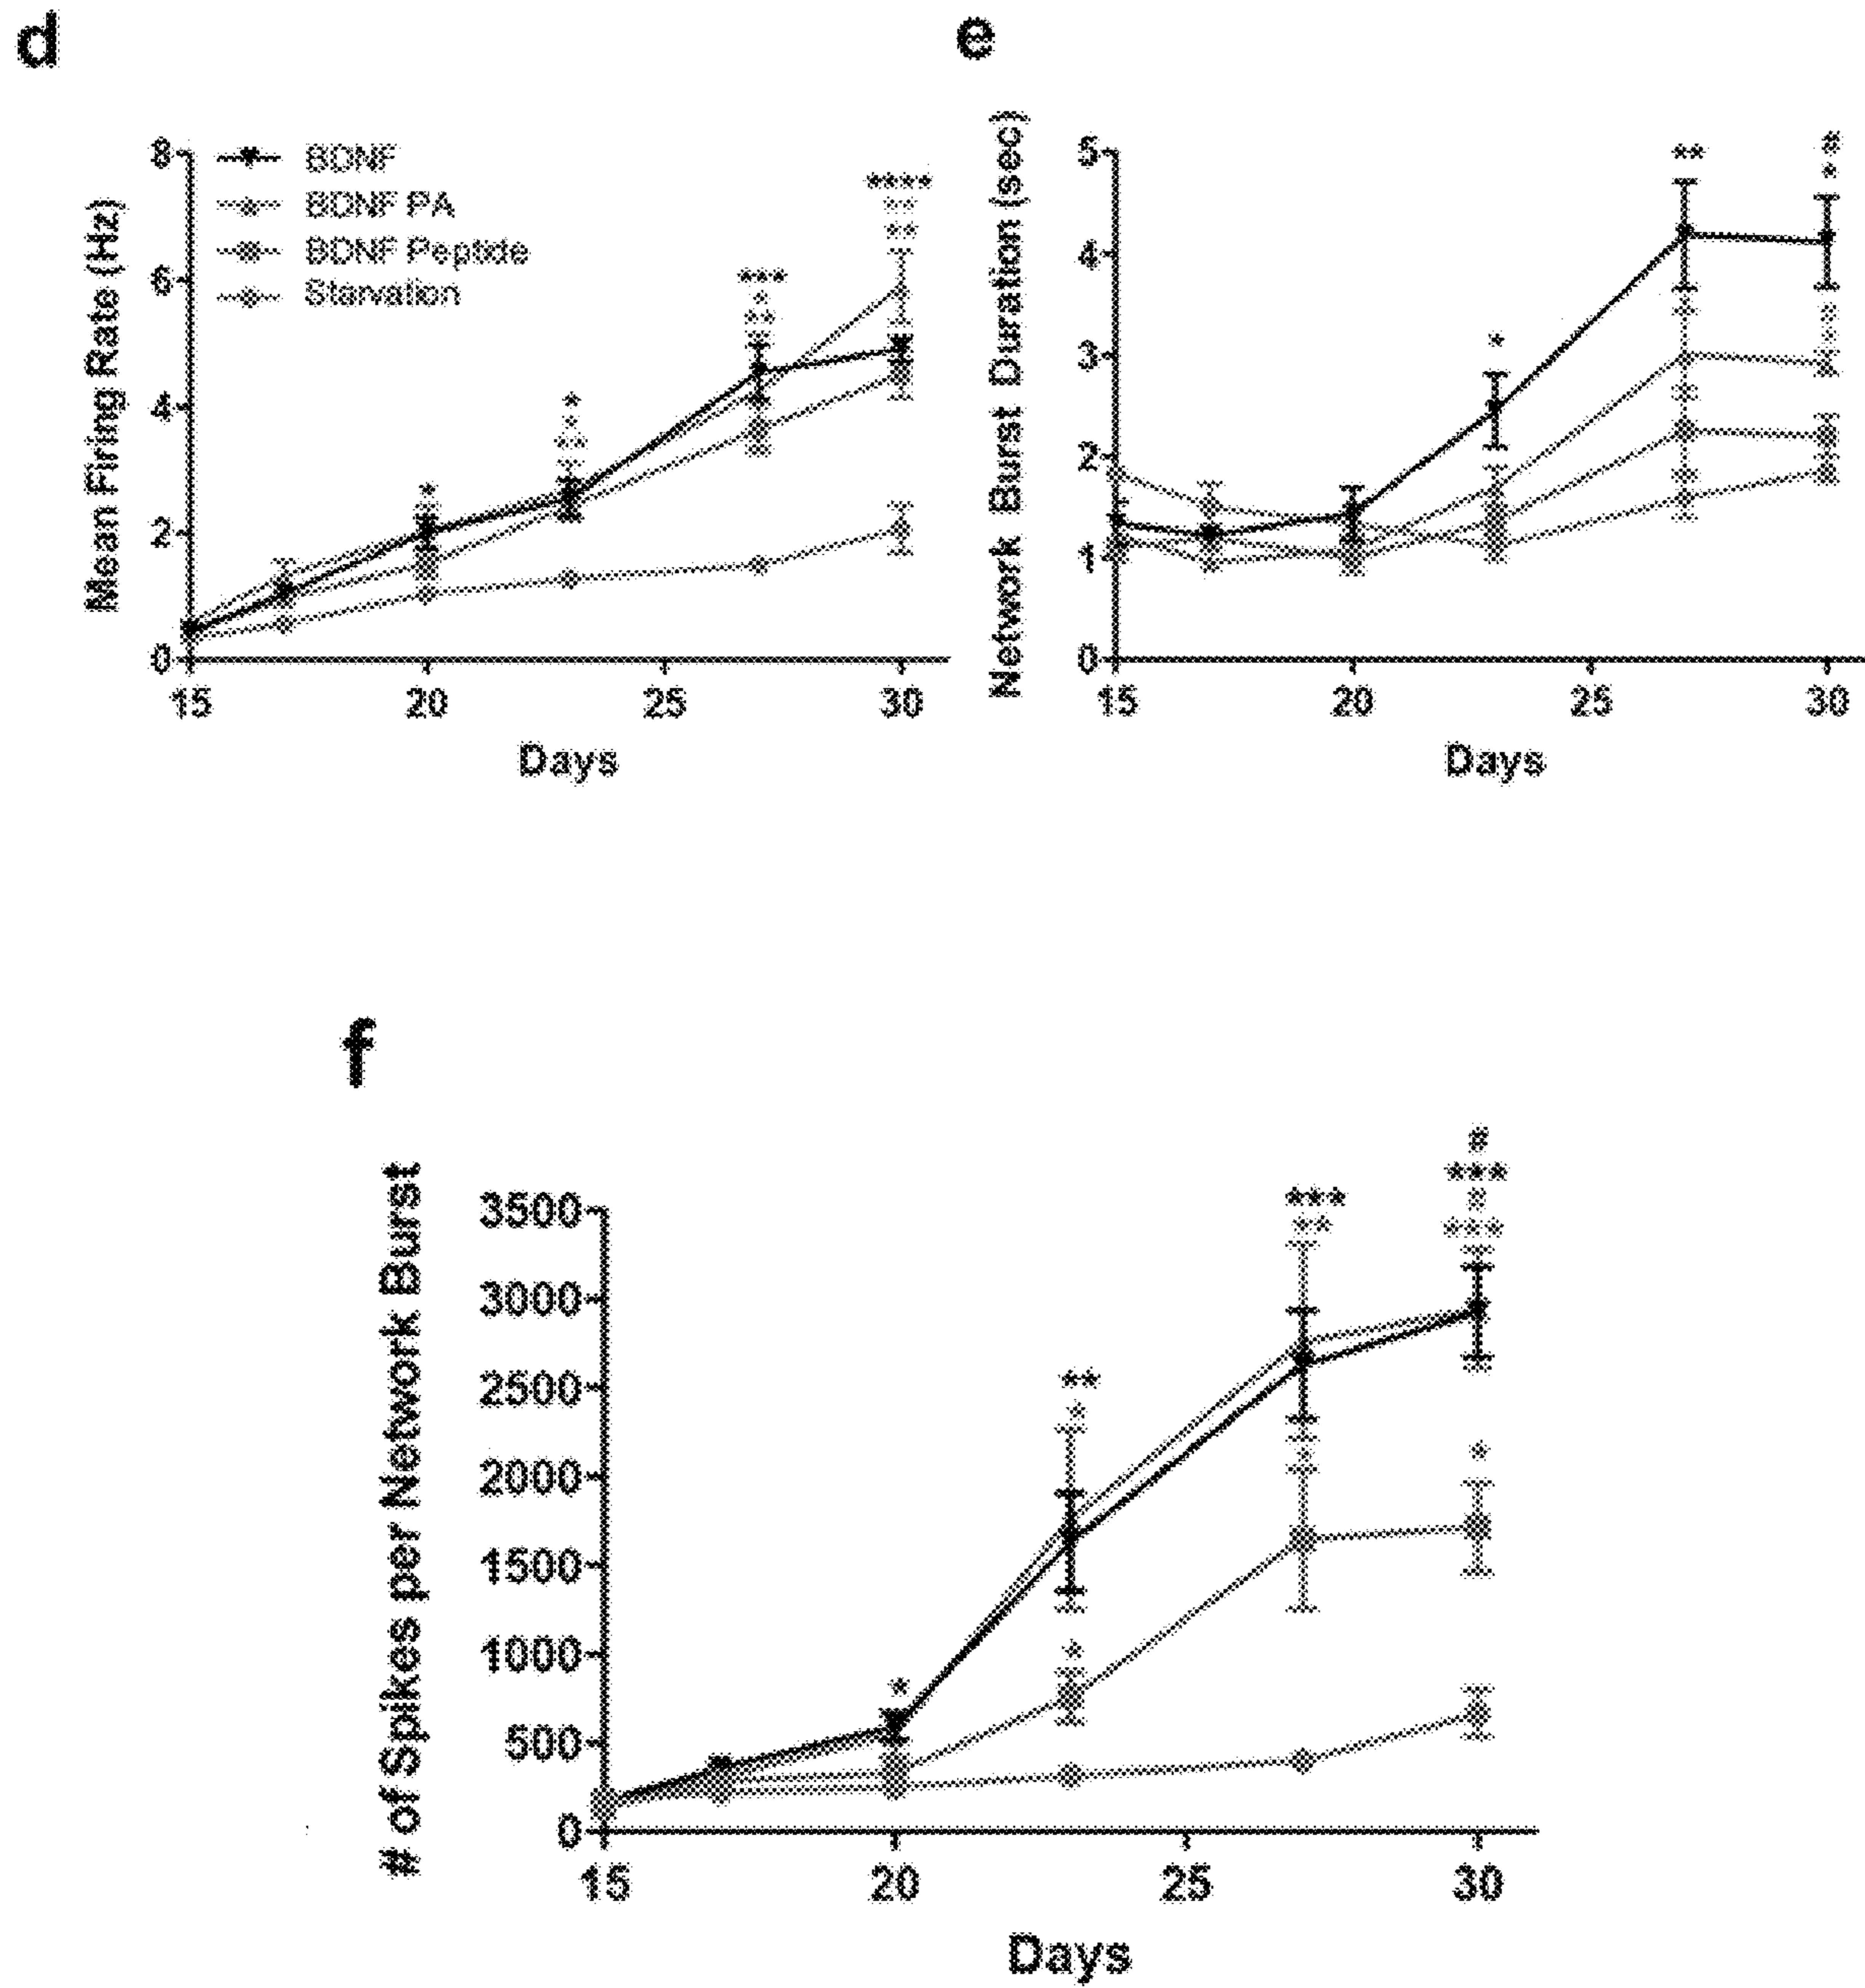 d
Mean Firing Rate (Hz)
8
6
4
2
0
BDNF
BDNF PA
BDNF Peptide
Starvation
*
*
*
**
***
*
**
****
**
**
15 20 25 30
Days
e
Network Burst Duration (sec)
5
4
3
2
1
0
*
**
#
*
15 20 25 30
Days
f
# of Spikes per Network Burst
3500
3000
2500
2000
1500
1000
500
0
*
**
*
*
***
**
*
#
***
#
***
*
15 20 25 30
Days